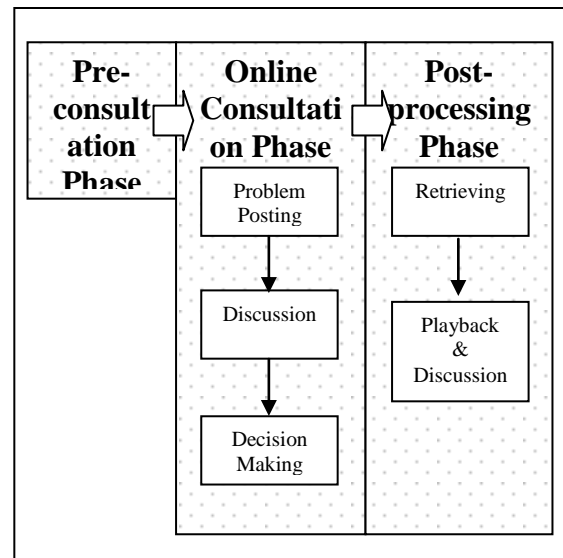 Pre-
consult
ation
Phase
Online
Consultati
on Phase
Problem
Posting
Discussion
Decision
Making
Post-
processing
Phase
Retrieving
Playback
&
Discussion